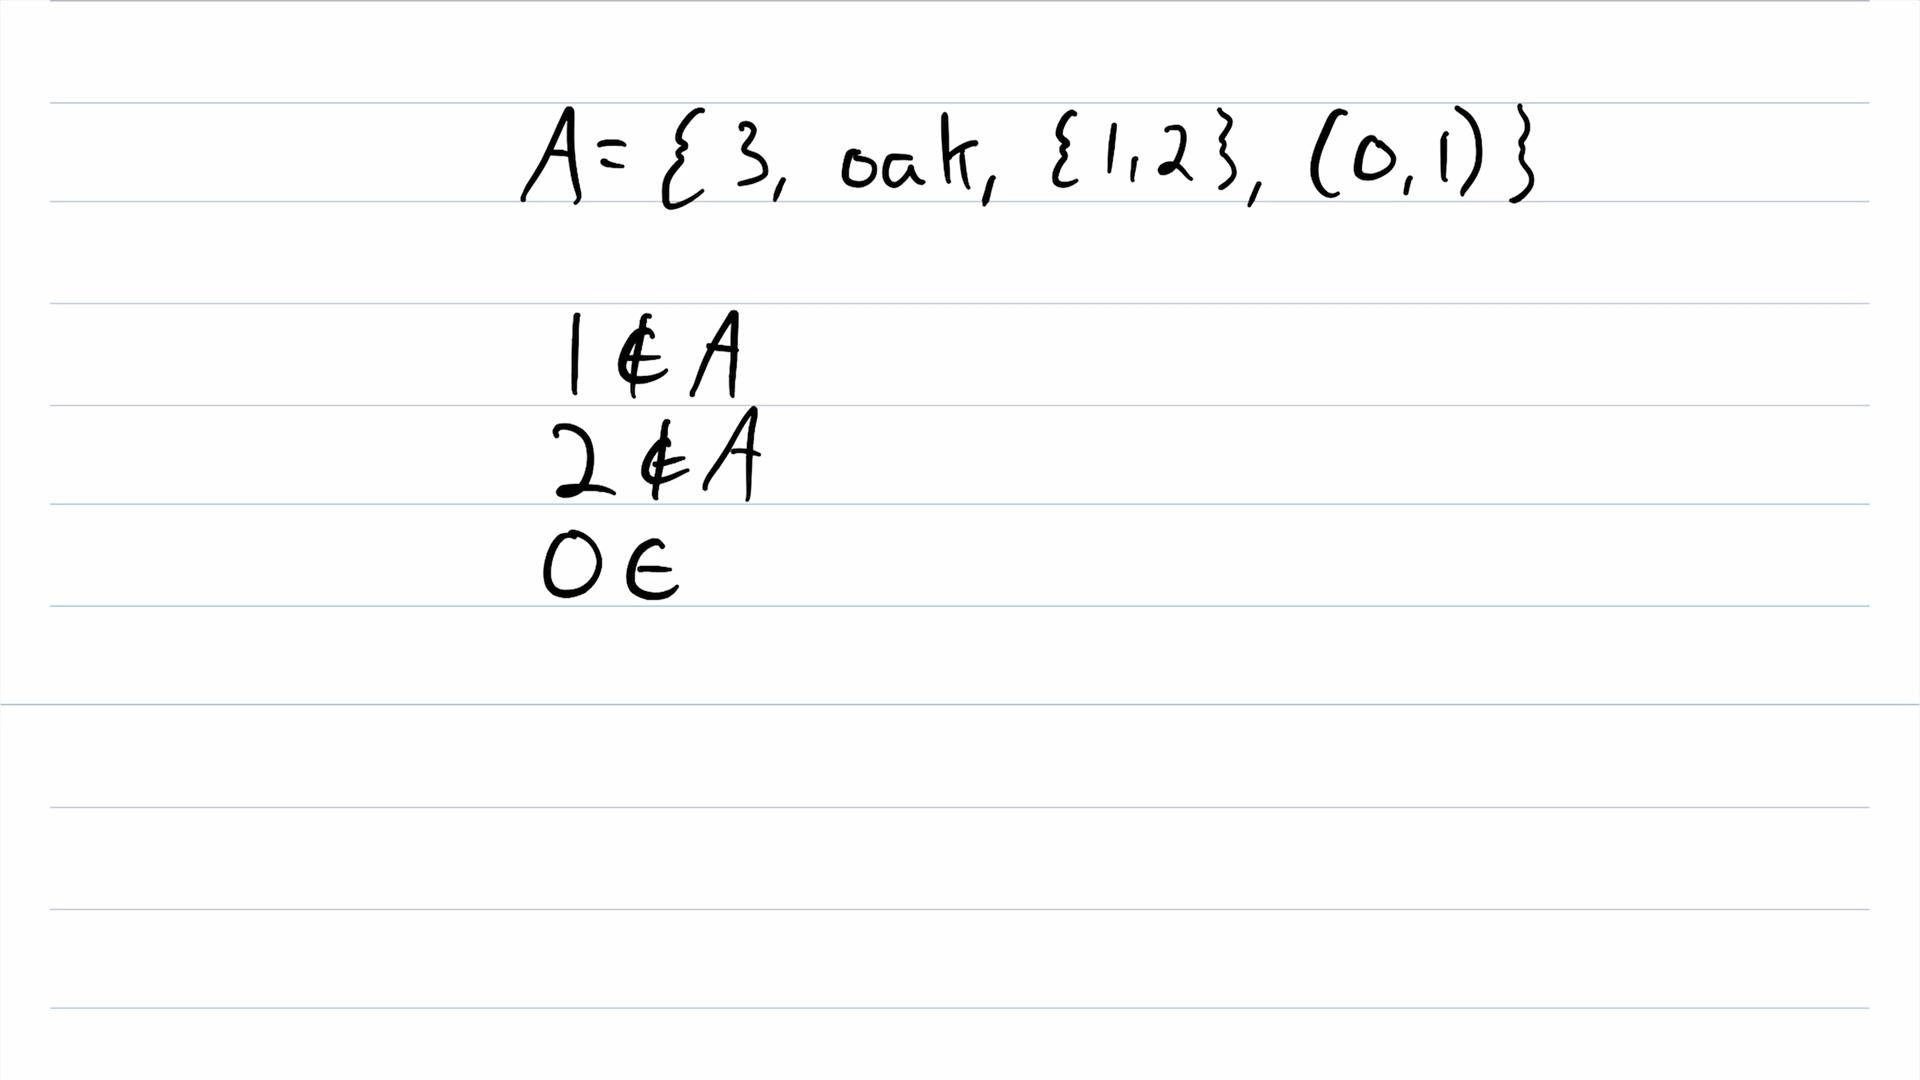 A = { 3, oak, {1,2}, (0,1) }
1 ∉ A
2 ∉ A
0 ∈